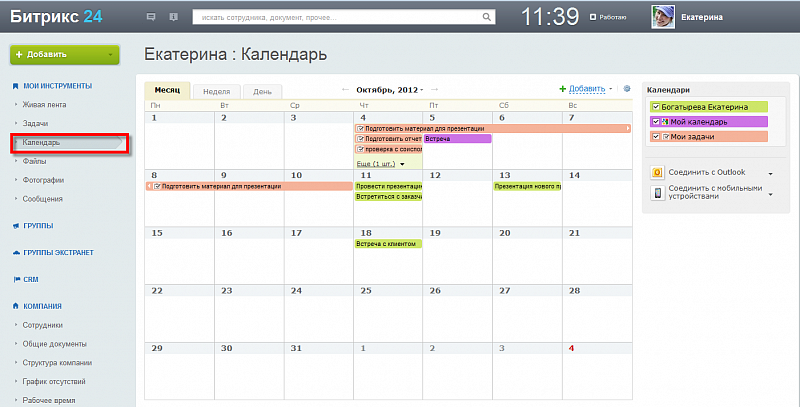 Битрикс 24
искать сотрудника, документ, прочее...
11:39
Работаю
Екатерина
Добавить
МОИ ИНСТРУМЕНТЫ
Живая лента
Задачи
Календарь
Файлы
Фотографии
Сообщения
ГРУППЫ
ГРУППЫ ЭКСТРАНЕТ
CRM
КОМПАНИЯ
Сотрудники
Общие документы
Структура компании
График отсутствий
Рабочее время
Екатерина : Календарь
Месяц Неделя День
Октябрь, 2012
Добавить
Пн Вт Ср Чт Пт Сб Вс
1 2 3 4 5 6 7
Подготовить материал для презентации
Подготовить отчет
Встреча
проверка с соиспол
Еще (1 шт.)
8 9 10 11 12 13 14
Подготовить материал для презентации
Провести презентацию
Презентация нового пр
Встретиться с заказчи
15 16 17 18 19 20 21
Встреча с клиентом
22 23 24 25 26 27 28
29 30 31 1 2 3 4
Календари
Богатырева Екатерина
Мой календарь
Мои задачи
Соединить с Outlook
Соединить с мобильными
устройствами